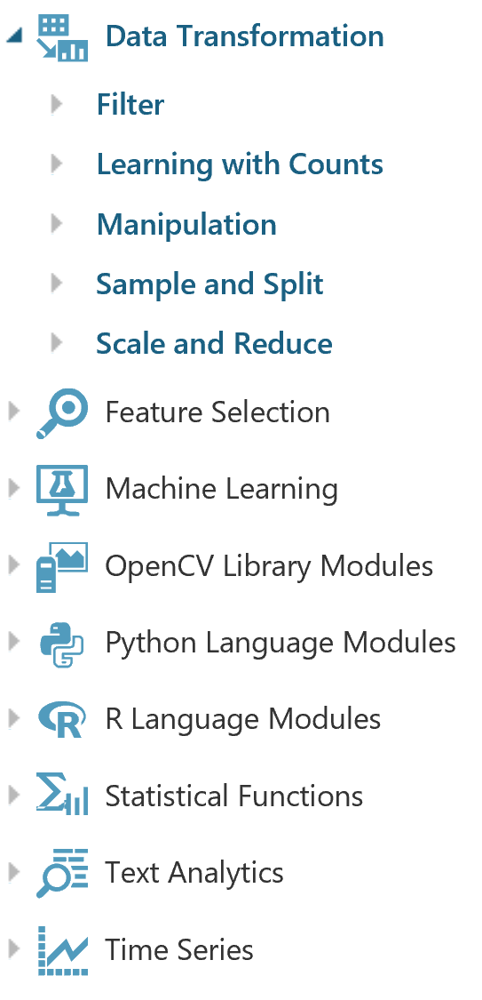 Data Transformation
Filter
Learning with Counts
Manipulation
Sample and Split
Scale and Reduce
Feature Selection
Machine Learning
OpenCV Library Modules
Python Language Modules
R Language Modules
Statistical Functions
Text Analytics
Time Series